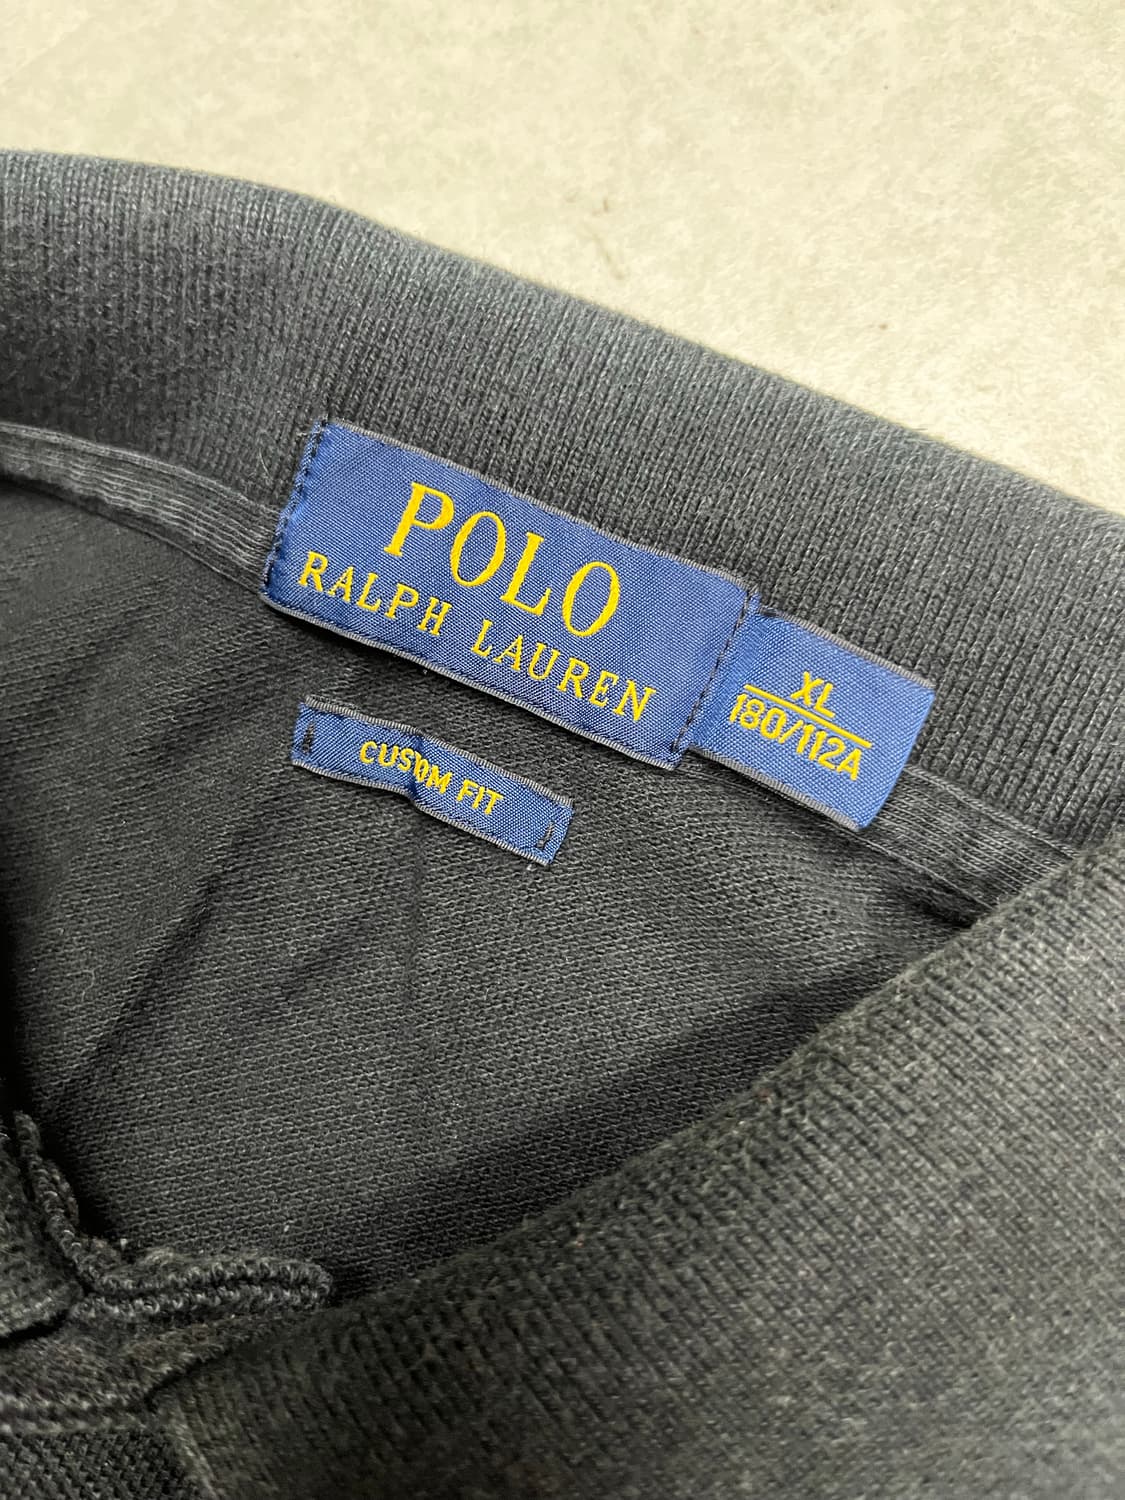 POLO
RALPH LAUREN
XL
180/112A
CUSTOM FIT